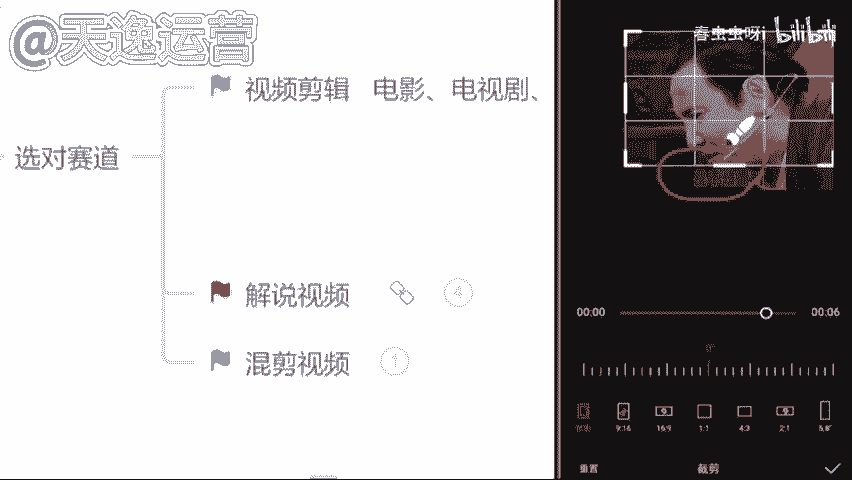 @天逸运营
选对赛道
视频剪辑 电影、电视剧、
解说视频 4
混剪视频 1
春虫虫呀 bilibili
00:00 00:06
0°
9:16 16:9 1:1 4:3 2:1 5.8"
重置 裁剪